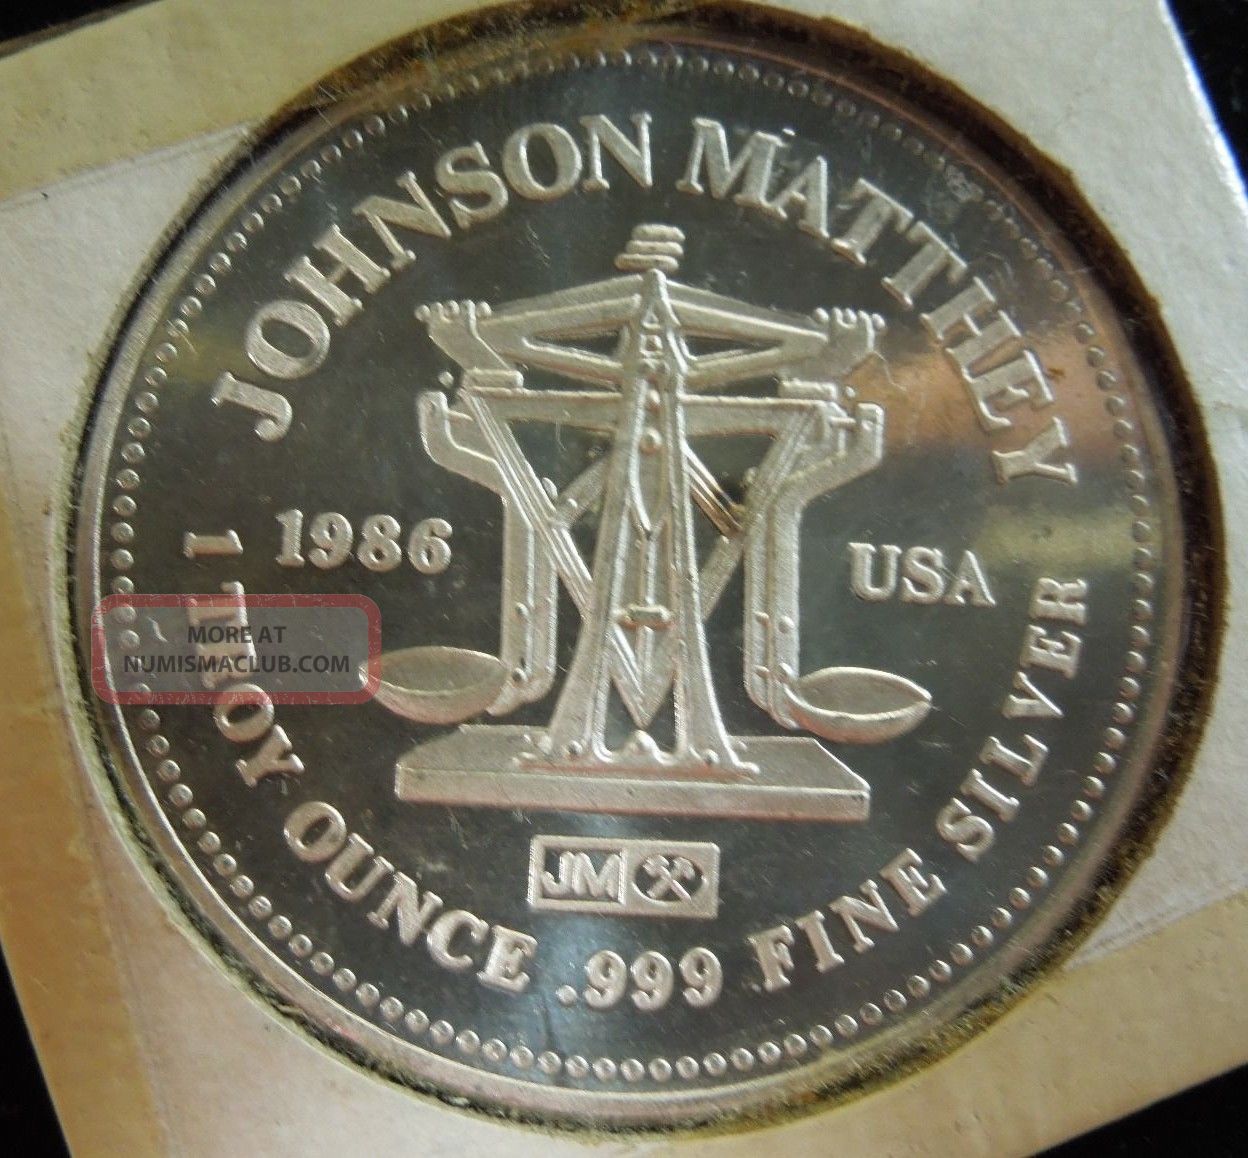 JOHNSON MATTHEY
1986
USA
JM
1 TROY OUNCE .999 FINE SILVER
MORE AT
NUMISMACLUB.COM